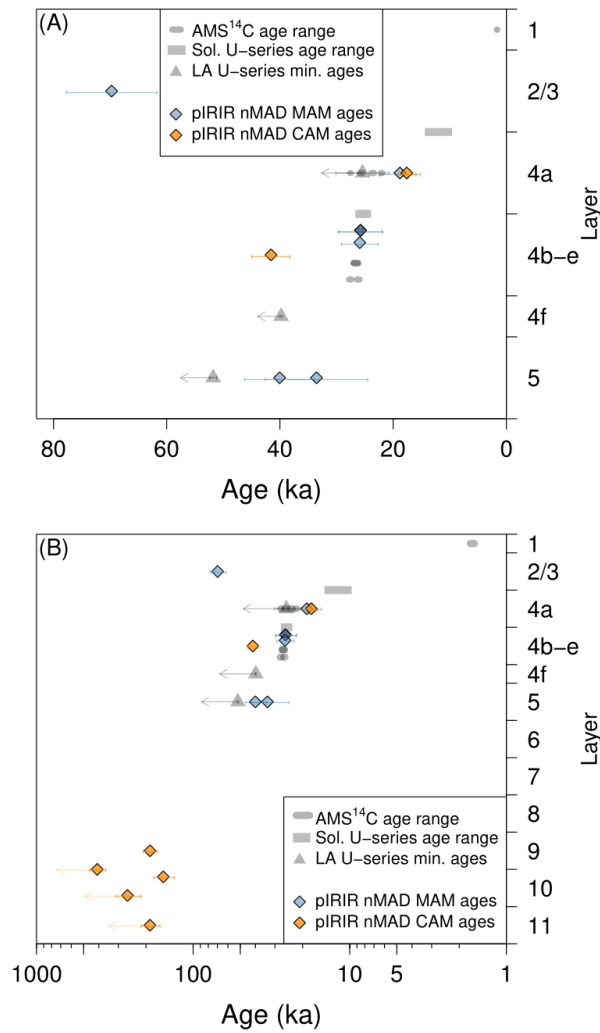 (A)
AMS14C age range
Sol. U−series age range
LA U−series min. ages
pIRIR nMAD MAM ages
pIRIR nMAD CAM ages
1
2/3
4a
4b−e
4f
5
Layer
80 60 40 20 0
Age (ka)
(B)
1
2/3
4a
4b−e
4f
5
6
7
8
9
10
11
Layer
AMS14C age range
Sol. U−series age range
LA U−series min. ages
pIRIR nMAD MAM ages
pIRIR nMAD CAM ages
1000 100 10 5 1
Age (ka)